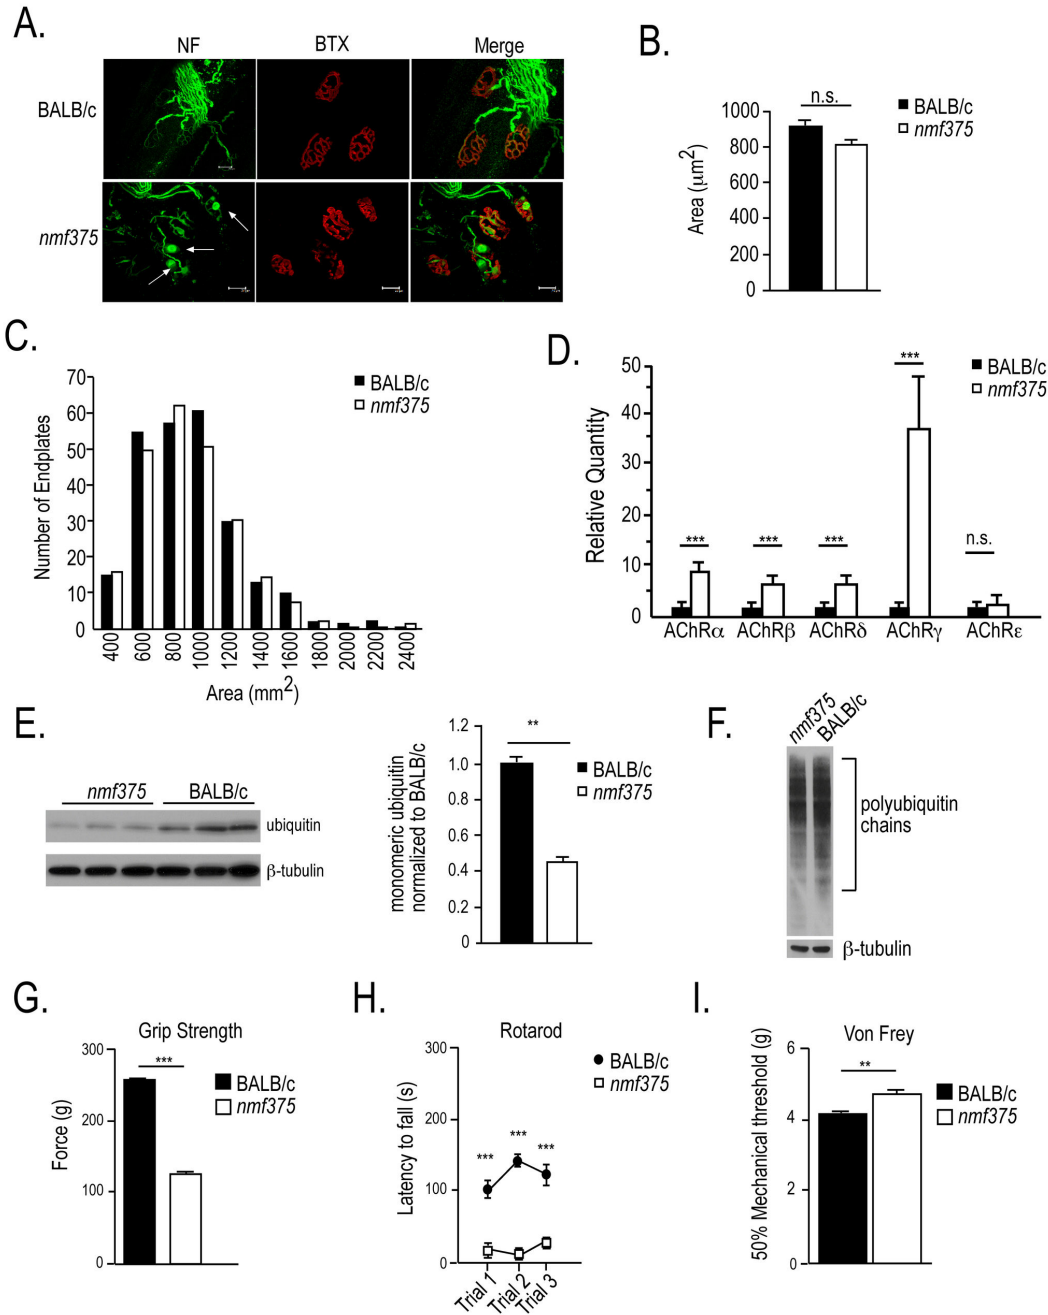 A.
NF
BTX
Merge
BALB/c
nmf375
B.
n.s.
BALB/c
nmf375
1000
800
600
400
200
0
Area (μm2)
C.
BALB/c
nmf375
70
60
50
40
30
20
10
0
Number of Endplates
400
600
800
1000
1200
1400
1600
1800
2000
2200
2400
Area (mm2)
D.
BALB/c
nmf375
50
40
30
20
10
0
Relative Quantity
***
***
***
***
n.s.
AChRα
AChRβ
AChRδ
AChRγ
AChRε
E.
nmf375
BALB/c
ubiquitin
β-tubulin
1.2
1.0
0.8
0.6
0.4
0.2
0
monomeric ubiquitin
normalized to BALB/c
**
BALB/c
nmf375
F.
nmf375
BALB/c
polyubiquitin
chains
β-tubulin
G.
Grip Strength
300
200
100
0
Force (g)
***
BALB/c
nmf375
H.
Rotarod
300
200
100
0
Latency to fall (s)
***
***
***
BALB/c
nmf375
Trial 1
Trial 2
Trial 3
I.
Von Frey
6
4
2
0
50% Mechanical threshold (g)
**
BALB/c
nmf375